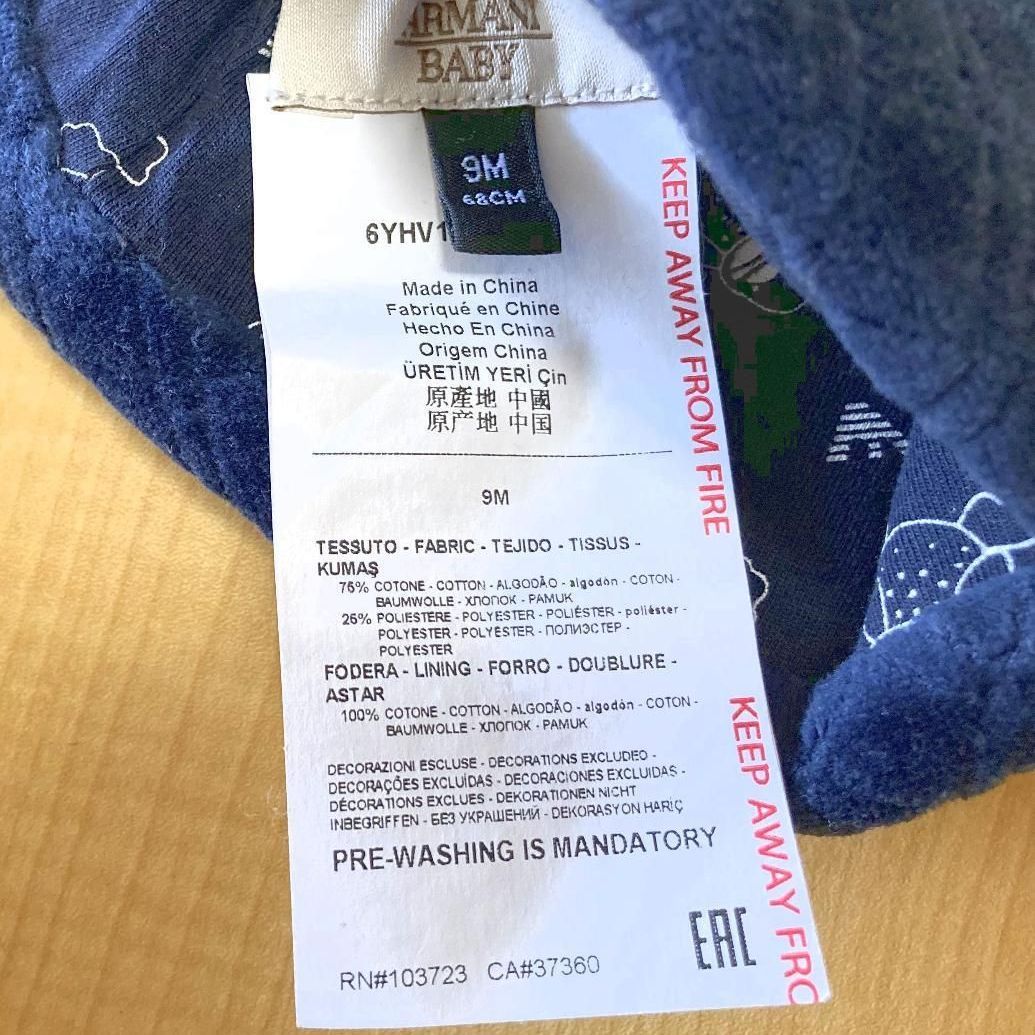 ARMANI
BABY
9M
68CM
6YHV1
Made in China
Fabriqué en Chine
Hecho En China
Origem China
ÜRETİM YERİ Çin
原產地 中國
原产地 中国
9M
TESSUTO - FABRIC - TEJIDO - TISSUS -
KUMAŞ
75% COTONE - COTTON - ALGODÃO - algodón - COTON -
BAUMWOLLE - ХЛОПОК - PAMUK
25% POLIESTERE - POLYESTER - POLIÉSTER - poliéster -
POLYESTER - POLYESTER - ПОЛИЭСТЕР -
POLYESTER
FODERA - LINING - FORRO - DOUBLURE -
ASTAR
100% COTONE - COTTON - ALGODÃO - algodón - COTON -
BAUMWOLLE - ХЛОПОК - PAMUK
DECORAZIONI ESCLUSE - DECORATIONS EXCLUDED -
DECORAÇÕES EXCLUÍDAS - DECORACIONES EXCLUIDAS -
DÉCORATIONS EXCLUES - DEKORATIONEN NICHT
INBEGRIFFEN - БЕЗ УКРАШЕНИЙ - DEKORASYON HARİÇ
PRE-WASHING IS MANDATORY
EAC
RN#103723 CA#37360
KEEP AWAY FROM FIRE
KEEP AWAY FRO